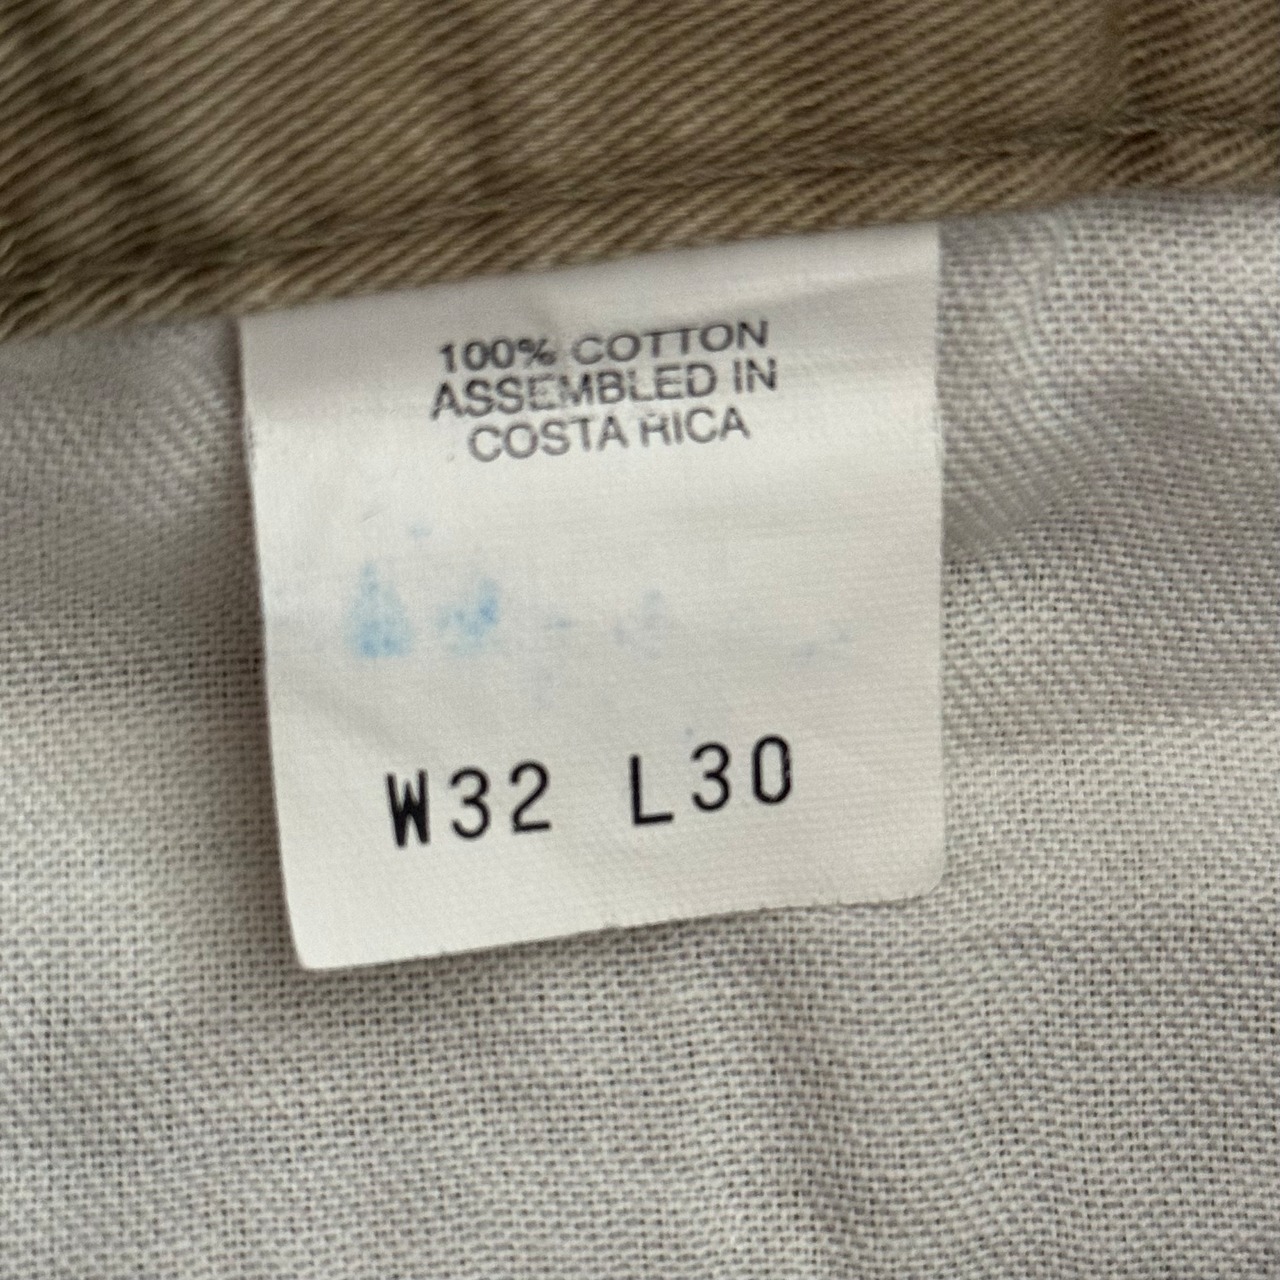 100% COTTON
ASSEMBLED IN
COSTA RICA
W32 L30